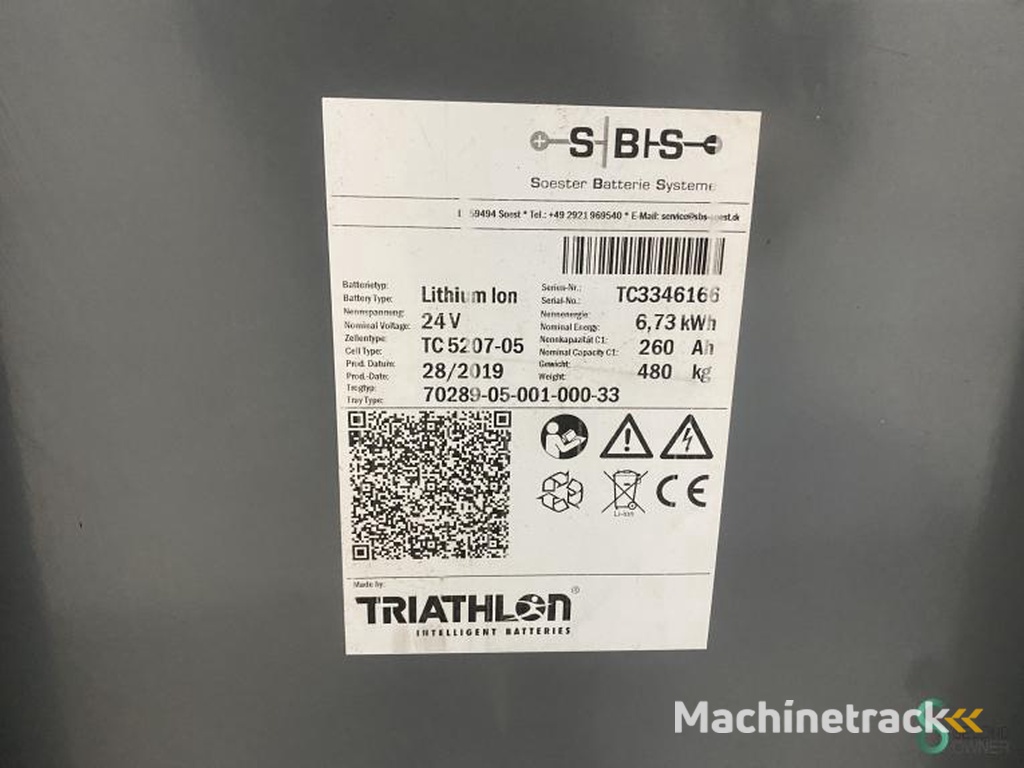 S-B-S
Soester Batterie Systeme
59494 Soest * Tel.: +49 2921 969540 * E-Mail: service@sbs-soest.de
Batterietyp:
Battery Type: Lithium Ion
Serien-Nr.:
Serial-No.: TC3346166
Nennspannung:
Nominal Voltage: 24 V
Nennenergie:
Nominal Energy: 6,73 kWh
Zellentype:
Cell Type: TC 5207-05
Nennkapazität C1:
Nominal Capacity C1: 260 Ah
Prod. Datum:
Prod.-Date: 28/2019
Gewicht:
Weight: 480 kg
Trogtyp:
Tray Type: 70289-05-001-000-33
Li-Ion
CE
Made by:
TRIATHLON®
INTELLIGENT BATTERIES
Machinetrack
OWNER